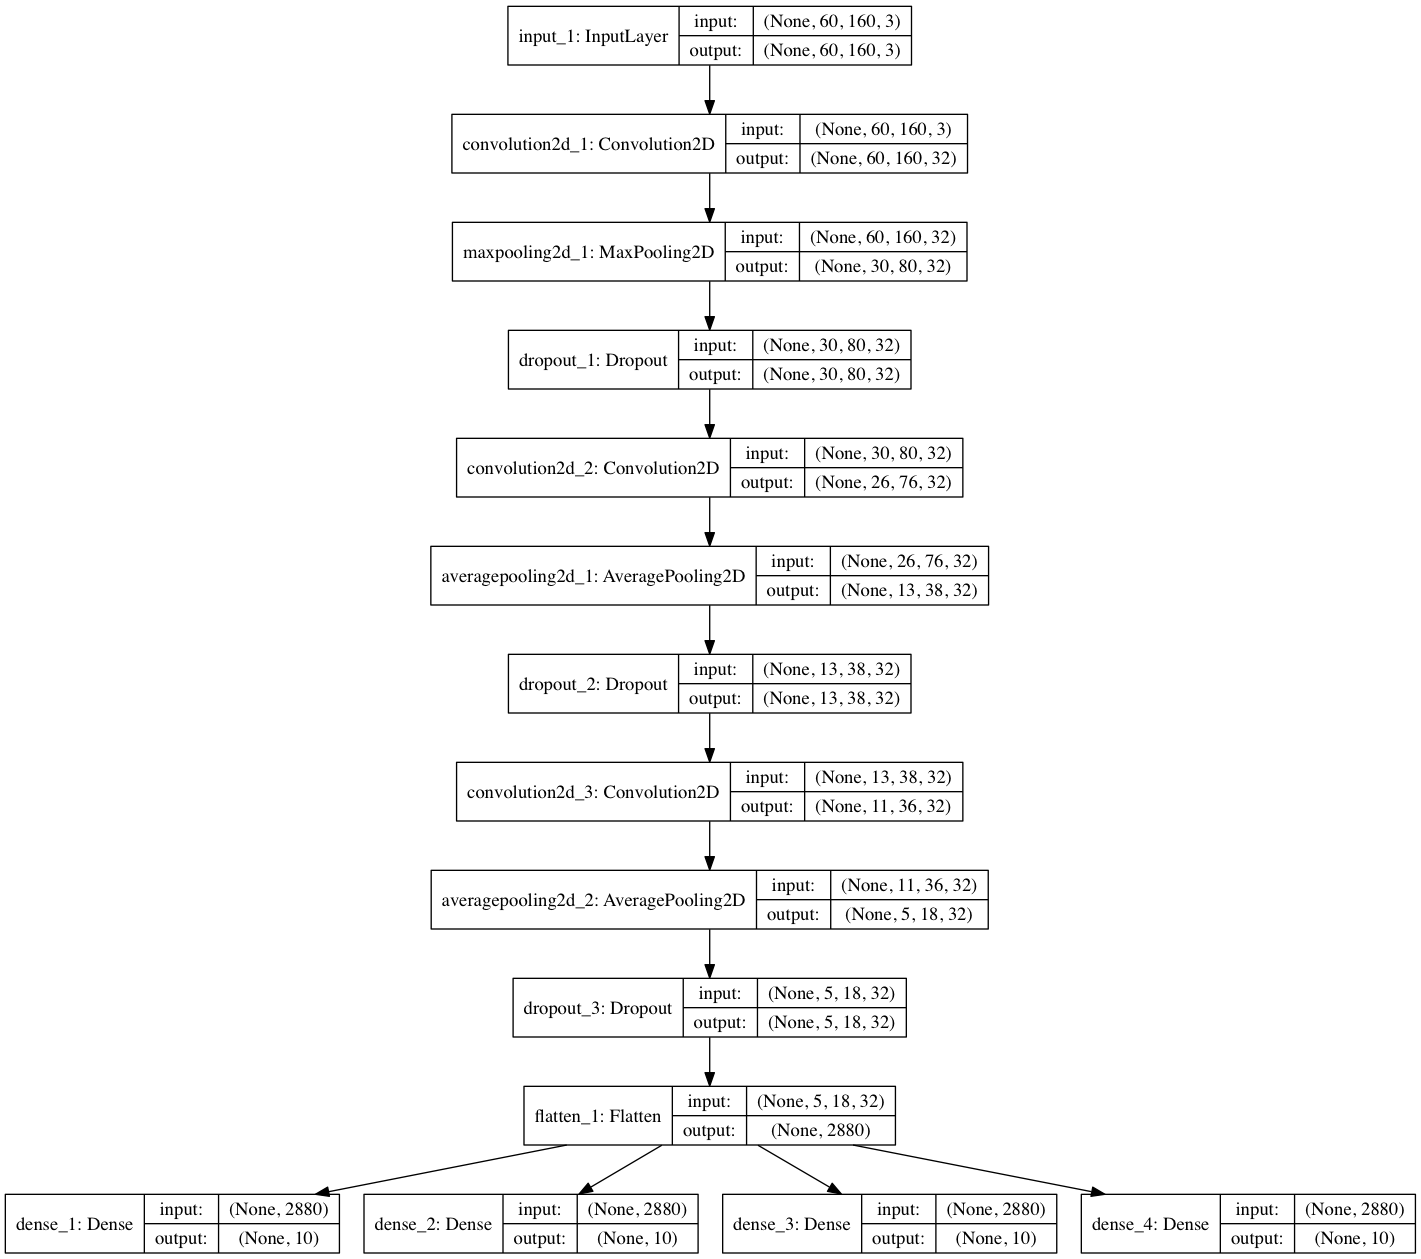 input_1: InputLayer input: (None, 60, 160, 3)
output: (None, 60, 160, 3)
convolution2d_1: Convolution2D input: (None, 60, 160, 3)
output: (None, 60, 160, 32)
maxpooling2d_1: MaxPooling2D input: (None, 60, 160, 32)
output: (None, 30, 80, 32)
dropout_1: Dropout input: (None, 30, 80, 32)
output: (None, 30, 80, 32)
convolution2d_2: Convolution2D input: (None, 30, 80, 32)
output: (None, 26, 76, 32)
averagepooling2d_1: AveragePooling2D input: (None, 26, 76, 32)
output: (None, 13, 38, 32)
dropout_2: Dropout input: (None, 13, 38, 32)
output: (None, 13, 38, 32)
convolution2d_3: Convolution2D input: (None, 13, 38, 32)
output: (None, 11, 36, 32)
averagepooling2d_2: AveragePooling2D input: (None, 11, 36, 32)
output: (None, 5, 18, 32)
dropout_3: Dropout input: (None, 5, 18, 32)
output: (None, 5, 18, 32)
flatten_1: Flatten input: (None, 5, 18, 32)
output: (None, 2880)
dense_1: Dense input: (None, 2880)
output: (None, 10)
dense_2: Dense input: (None, 2880)
output: (None, 10)
dense_3: Dense input: (None, 2880)
output: (None, 10)
dense_4: Dense input: (None, 2880)
output: (None, 10)